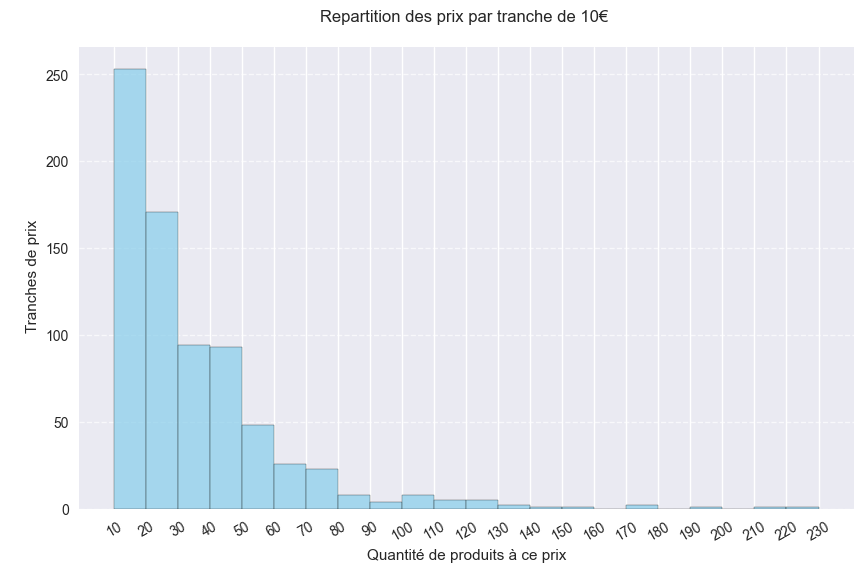 Repartition des prix par tranche de 10€
Tranches de prix
250
200
150
100
50
0
10 20 30 40 50 60 70 80 90 100 110 120 130 140 150 160 170 180 190 200 210 220 230
Quantité de produits à ce prix